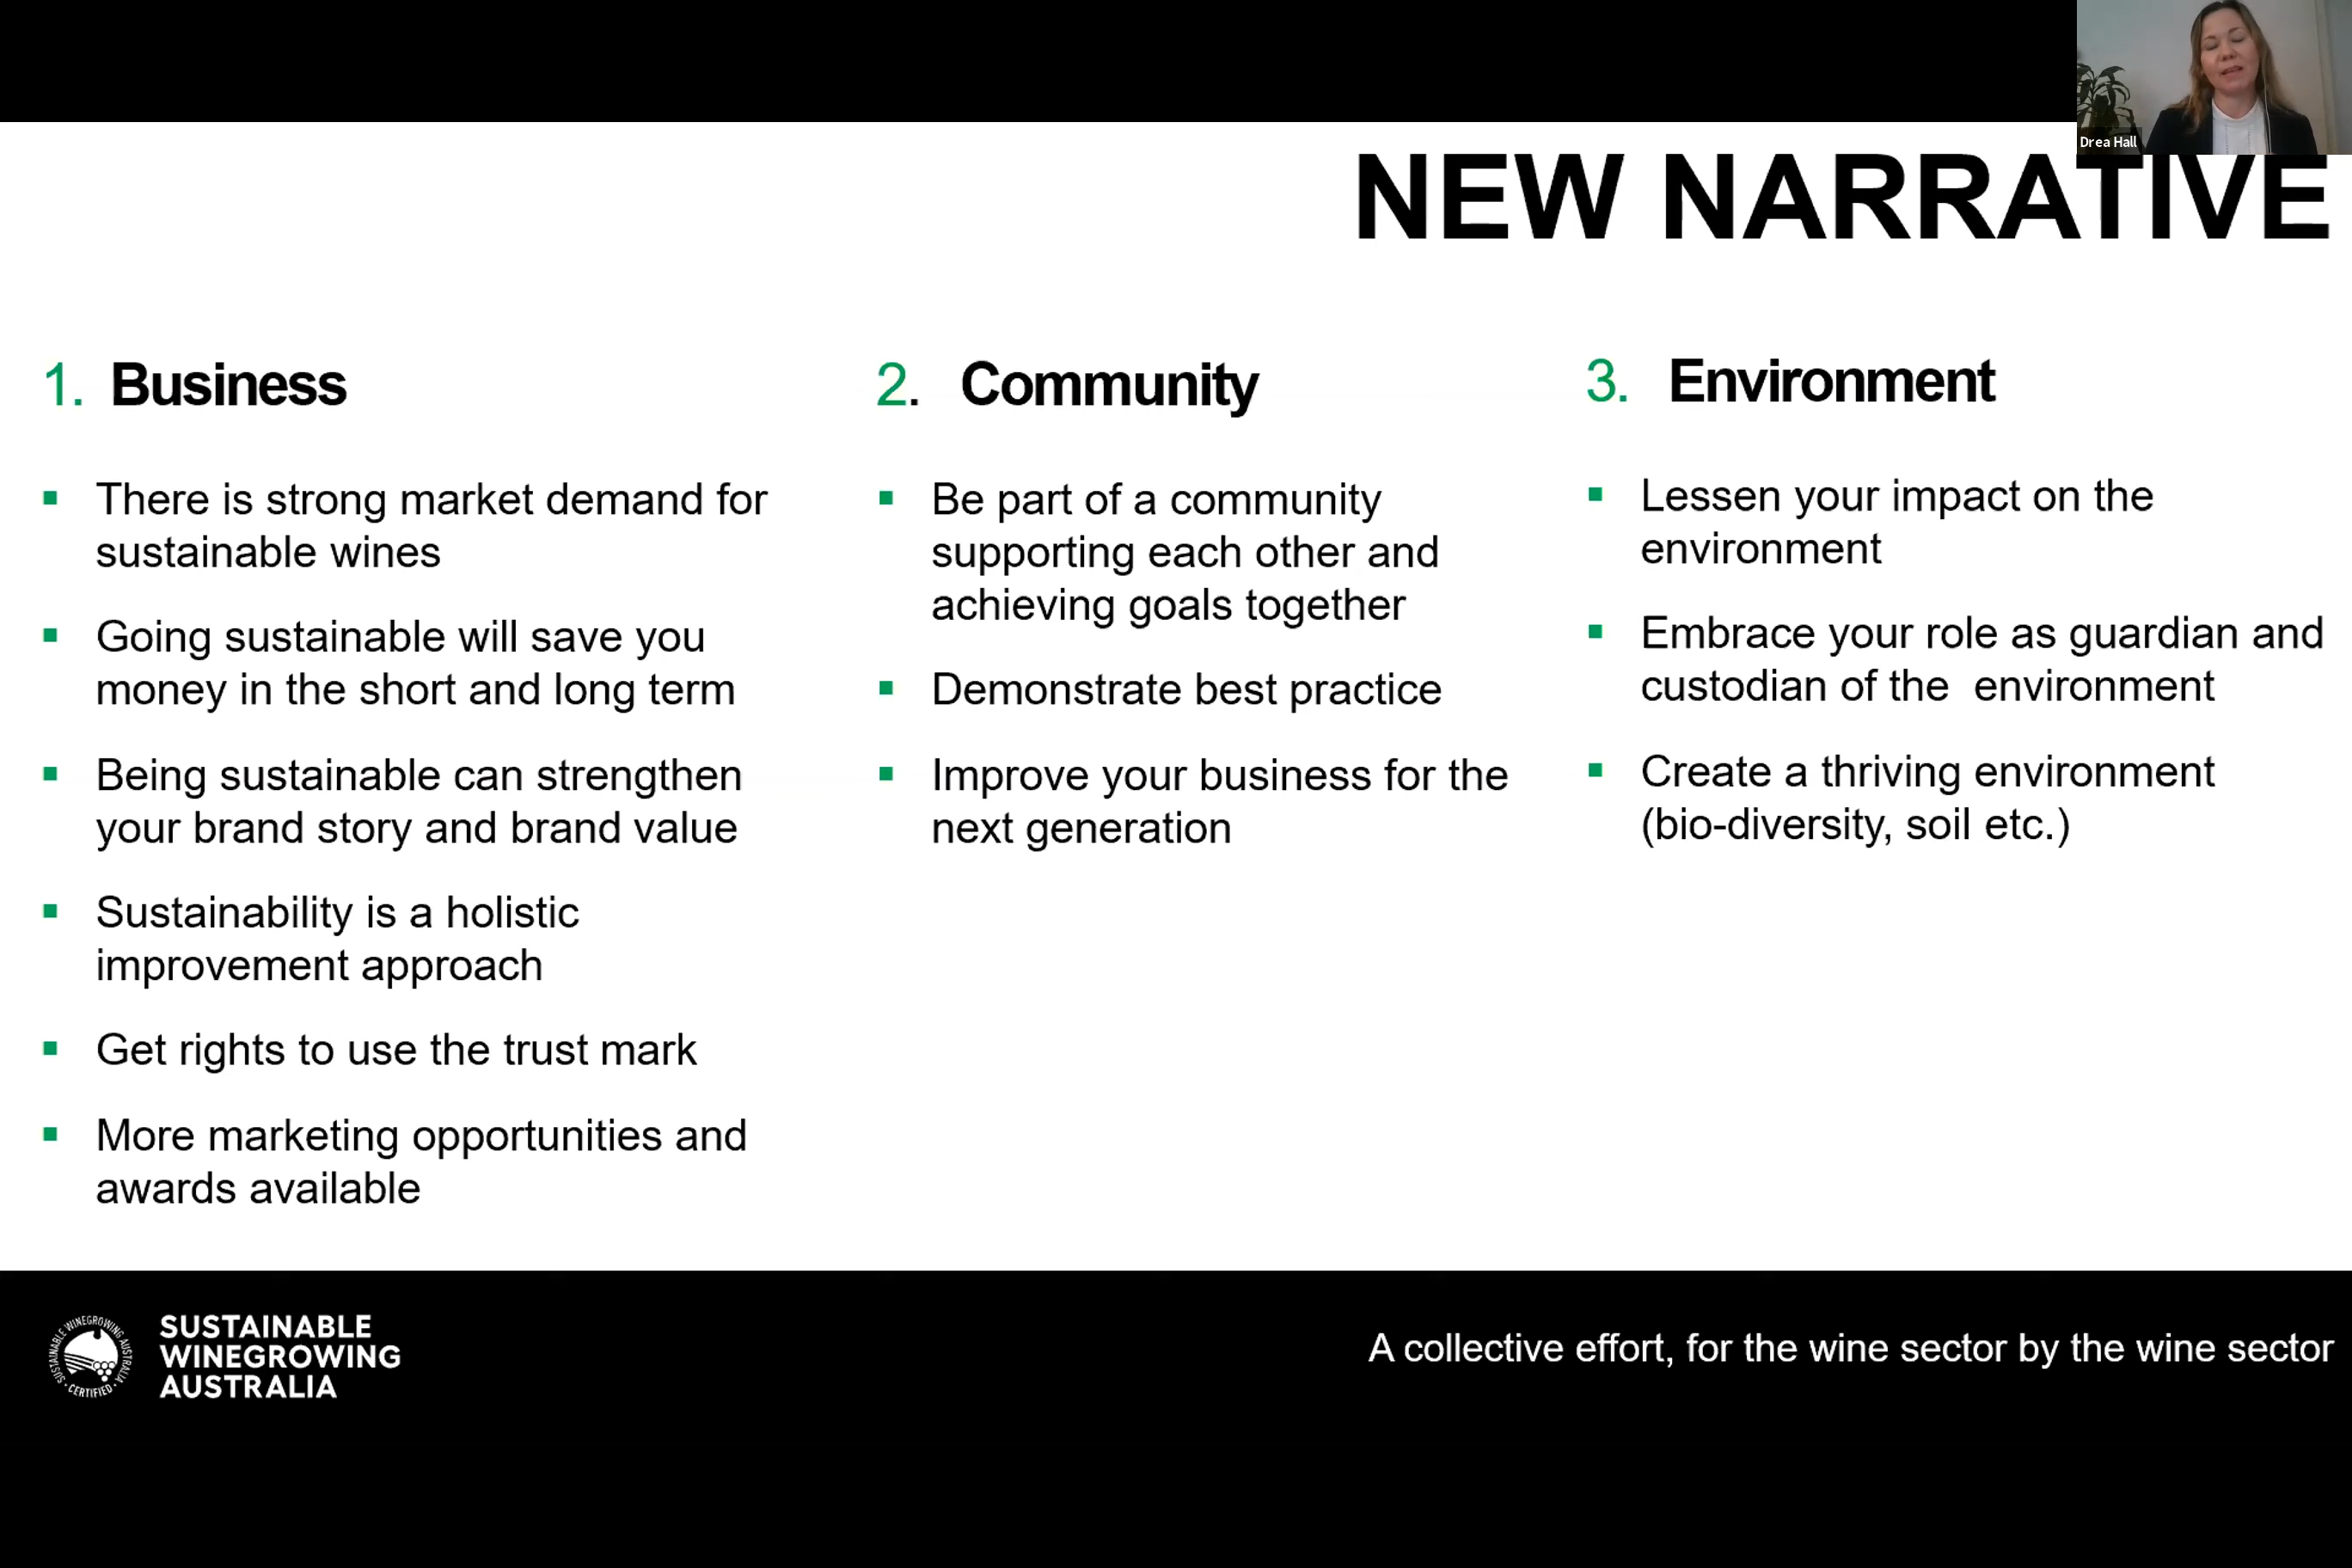 Drea Hall
NEW NARRATIVE
1. Business
There is strong market demand for
sustainable wines
Going sustainable will save you
money in the short and long term
Being sustainable can strengthen
your brand story and brand value
Sustainability is a holistic
improvement approach
Get rights to use the trust mark
More marketing opportunities and
awards available
2. Community
Be part of a community
supporting each other and
achieving goals together
Demonstrate best practice
Improve your business for the
next generation
3. Environment
Lessen your impact on the
environment
Embrace your role as guardian and
custodian of the  environment
Create a thriving environment
(bio-diversity, soil etc.)
SUSTAINABLE WINEGROWING AUSTRALIA
• CERTIFIED •
SUSTAINABLE
WINEGROWING
AUSTRALIA
A collective effort, for the wine sector by the wine sector